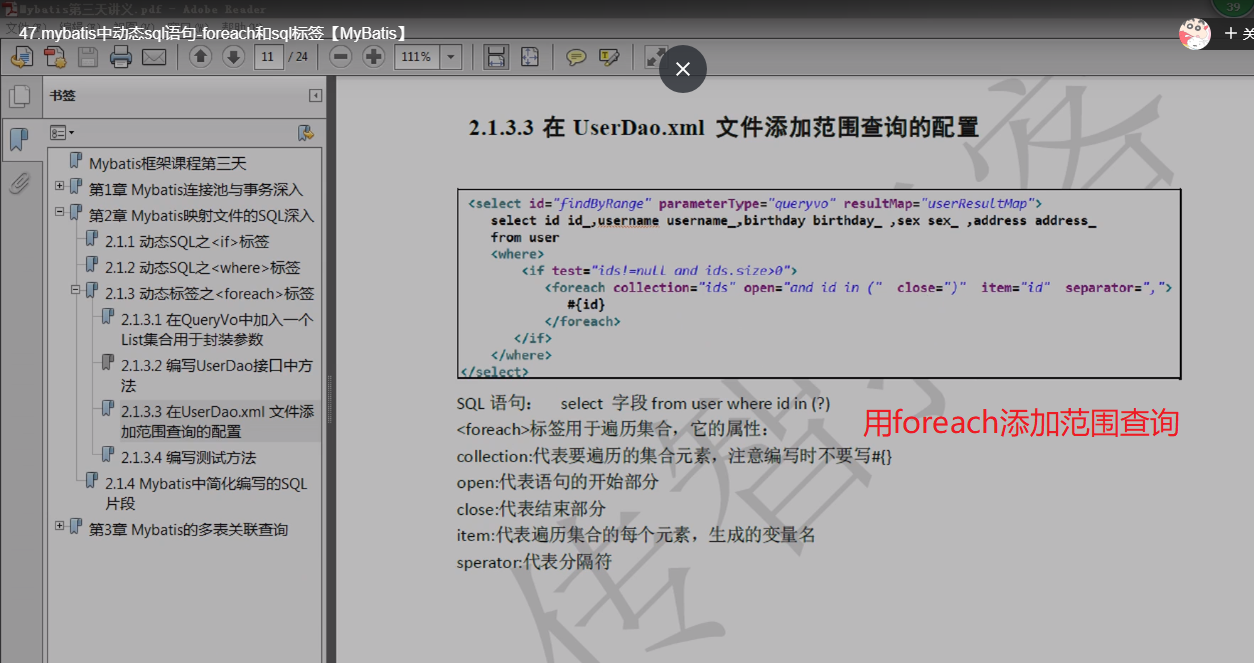 Mybatis第三天讲义.pdf - Adobe Reader
39
47.mybatis中动态sql语句-foreach和sql标签【MyBatis】
+ 关
11 / 24
111%
书签
Mybatis框架课程第三天
第1章 Mybatis连接池与事务深入
第2章 Mybatis映射文件的SQL深入
2.1.1 动态SQL之<if>标签
2.1.2 动态SQL之<where>标签
2.1.3 动态标签之<foreach>标签
2.1.3.1 在QueryVo中加入一个
List集合用于封装参数
2.1.3.2 编写UserDao接口中方
法
2.1.3.3 在UserDao.xml 文件添
加范围查询的配置
2.1.3.4 编写测试方法
2.1.4 Mybatis中简化编写的SQL
片段
第3章 Mybatis的多表关联查询
2.1.3.3 在 UserDao.xml 文件添加范围查询的配置
<select id="findByRange" parameterType="queryvo" resultMap="userResultMap">
select id id_,username username_,birthday birthday_ ,sex sex_ ,address address_
from user
<where>
<if test="ids!=null and ids.size>0">
<foreach collection="ids" open="and id in (" close=")" item="id" separator=",">
#{id}
</foreach>
</if>
</where>
</select>
SQL 语句： select 字段 from user where id in (?)
<foreach>标签用于遍历集合，它的属性：
collection:代表要遍历的集合元素，注意编写时不要写#{}
open:代表语句的开始部分
close:代表结束部分
item:代表遍历集合的每个元素，生成的变量名
sperator:代表分隔符
用foreach添加范围查询